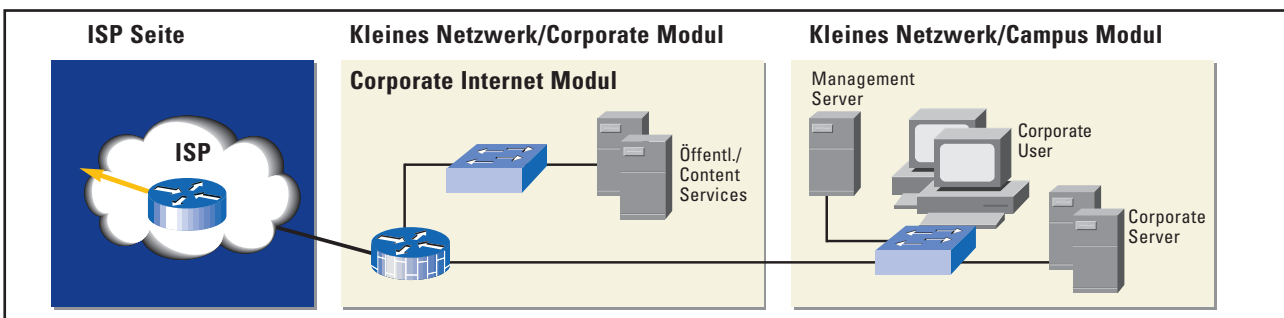 ISP Seite
Kleines Netzwerk/Corporate Modul
Kleines Netzwerk/Campus Modul
Corporate Internet Modul
ISP
Öffentl./
Content
Services
Management
Server
Corporate
User
Corporate
Server